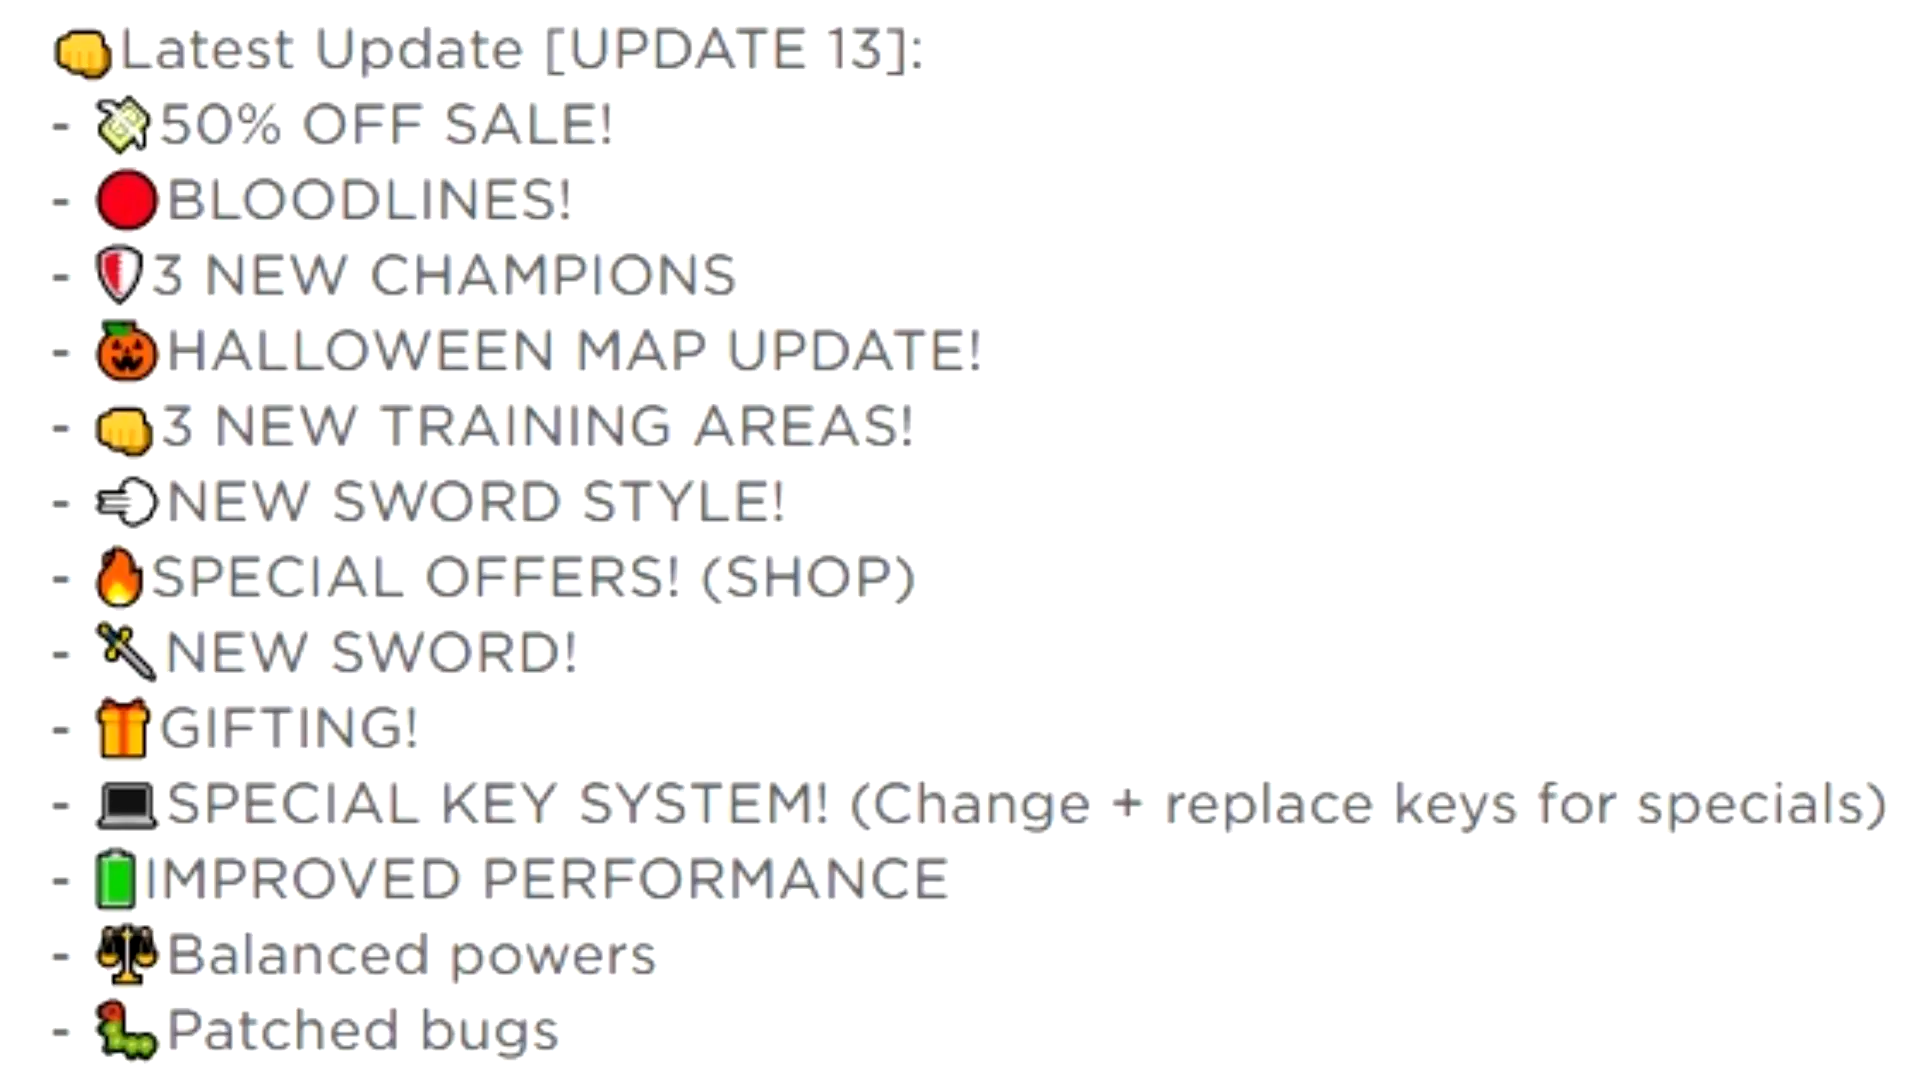 👊Latest Update [UPDATE 13]:
- 💸50% OFF SALE!
- 🔴BLOODLINES!
- 🛡3 NEW CHAMPIONS
- 🎃HALLOWEEN MAP UPDATE!
- 👊3 NEW TRAINING AREAS!
- 💨NEW SWORD STYLE!
- 🔥SPECIAL OFFERS! (SHOP)
- 🗡NEW SWORD!
- 🎁GIFTING!
- 💻SPECIAL KEY SYSTEM! (Change + replace keys for specials)
- 🔋IMPROVED PERFORMANCE
- ⚖Balanced powers
- 🐛Patched bugs